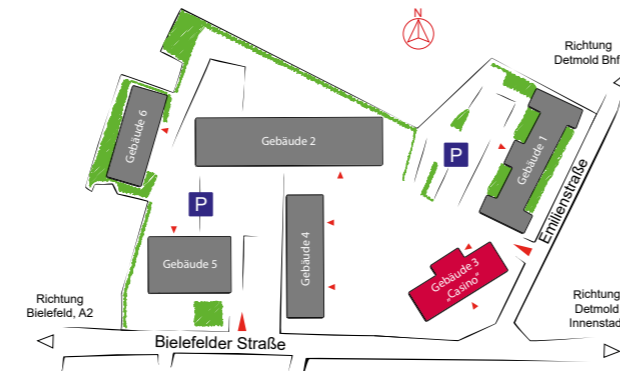 N
Richtung
Detmold Bhf
Gebäude 6
Gebäude 2
Gebäude 1
P
P
Emilienstraße
Gebäude 4
Gebäude 5
Gebäude 3
„Casino“
Richtung
Bielefeld, A2
Richtung
Detmold
Innenstad
Bielefelder Straße